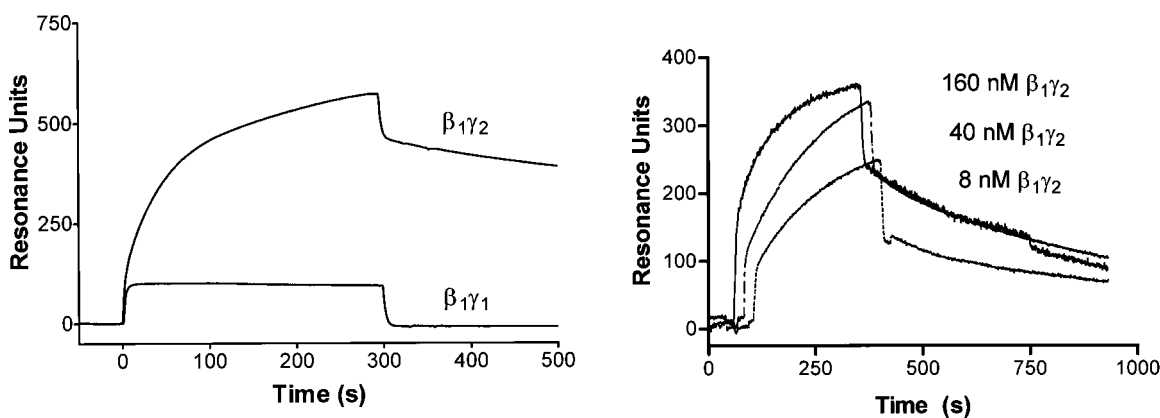 750
500
250
0
Resonance Units
β₁γ₂
β₁γ₁
0 100 200 300 400 500
Time (s)
400
300
200
100
0
Resonance Units
160 nM β₁γ₂
40 nM β₁γ₂
8 nM β₁γ₂
0 250 500 750 1000
Time (s)